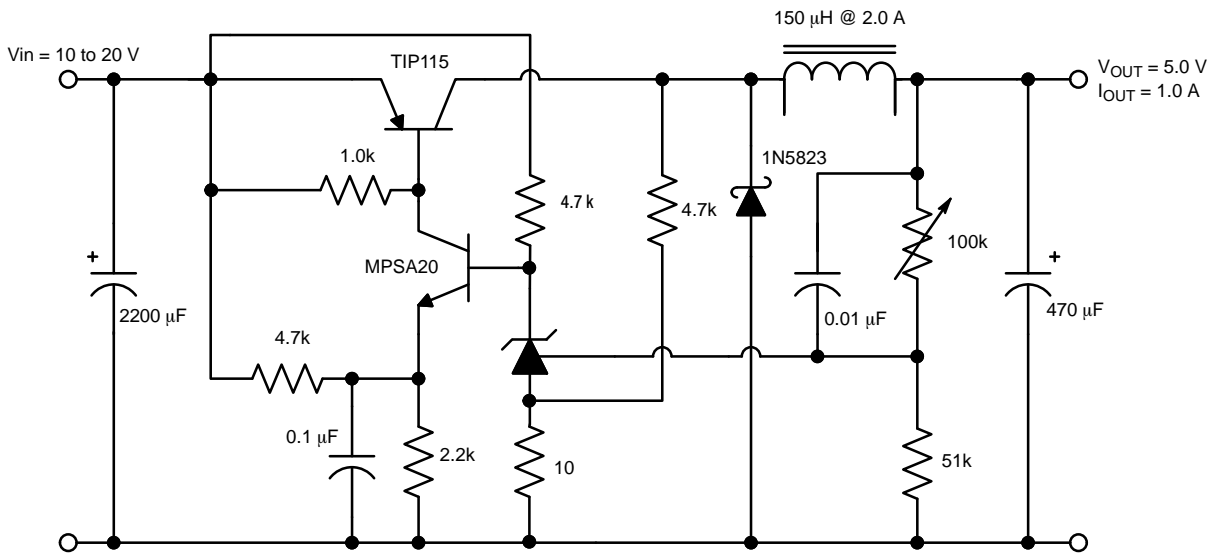 150 μH @ 2.0 A
Vin = 10 to 20 V
TIP115
V_OUT = 5.0 V
I_OUT = 1.0 A
1.0k
1N5823
4.7 k
4.7k
100k
MPSA20
+
+
2200 μF
0.01 μF
470 μF
4.7k
0.1 μF
2.2k
10
51k